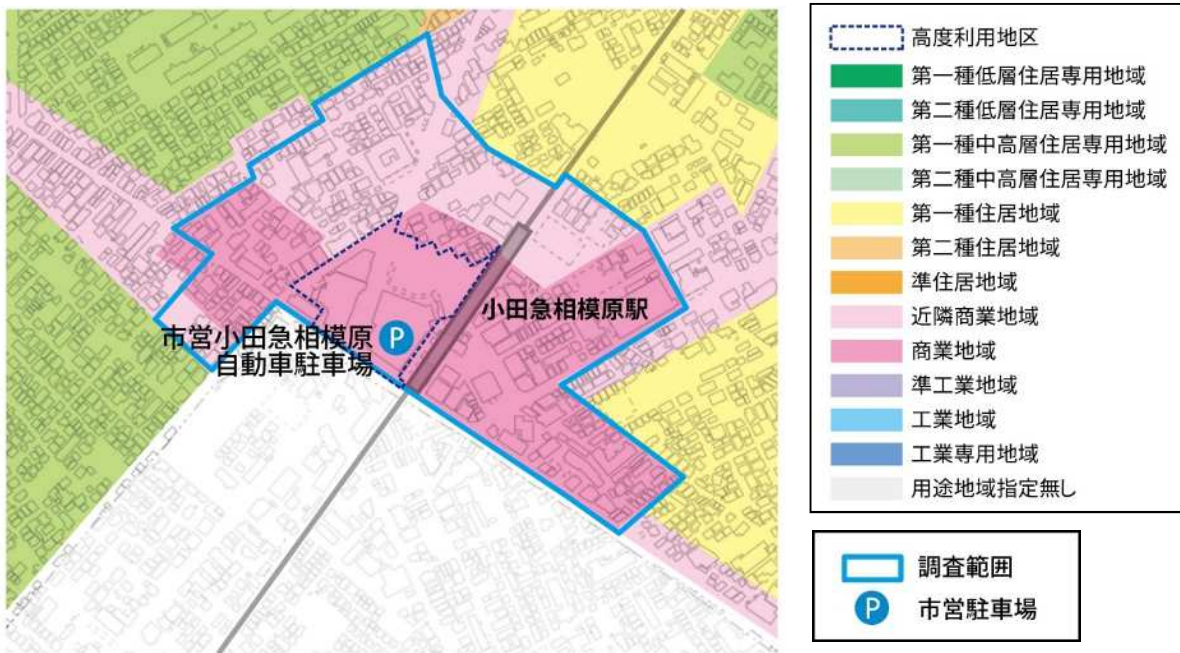 小田急相模原駅
市営小田急相模原
自動車駐車場
P
高度利用地区
第一種低層住居専用地域
第二種低層住居専用地域
第一種中高層住居専用地域
第二種中高層住居専用地域
第一種住居地域
第二種住居地域
準住居地域
近隣商業地域
商業地域
準工業地域
工業地域
工業専用地域
用途地域指定無し
調査範囲
P 市営駐車場